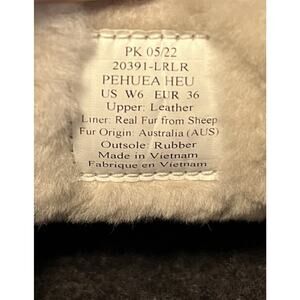 PK 05/22
20391-LRLR
PEHUEA HEU
US W6 EUR 36
Upper: Leather
Liner: Real Fur from Sheep
Fur Origin: Australia (AUS)
Outsole: Rubber
Made in Vietnam
Fabrique en Vietnam